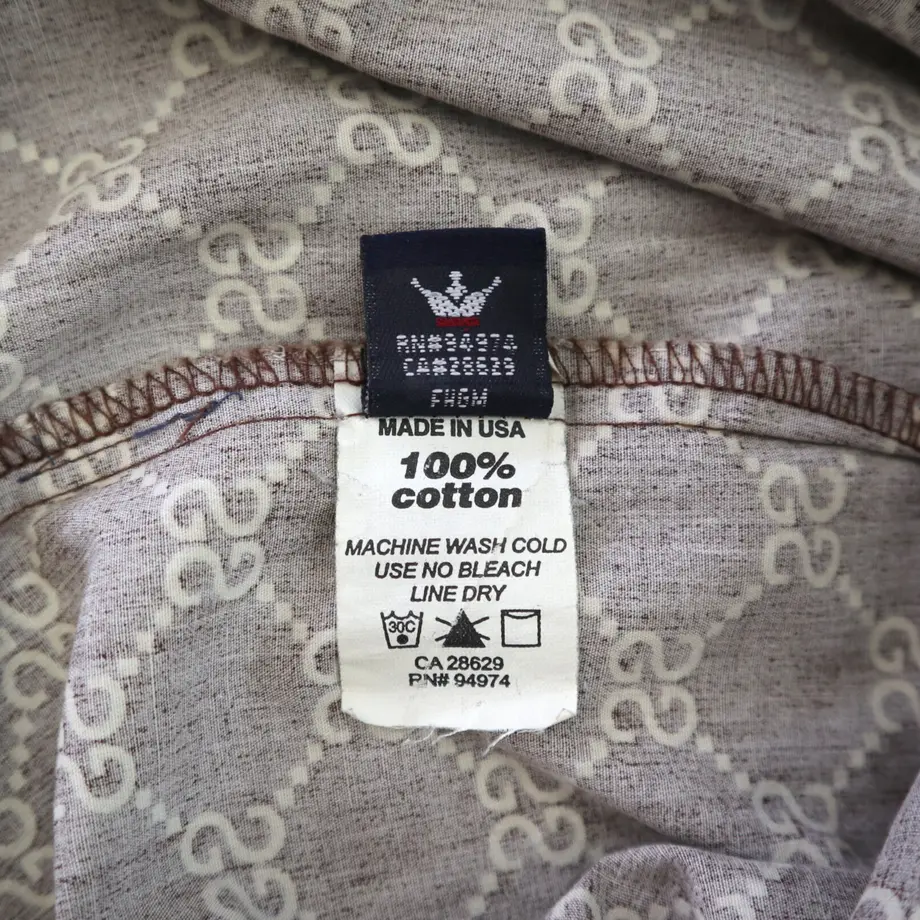 RN#94974
CA#28629
FHGM
MADE IN USA
100%
cotton
MACHINE WASH COLD
USE NO BLEACH
LINE DRY
30C
CA 28629
RN# 94974